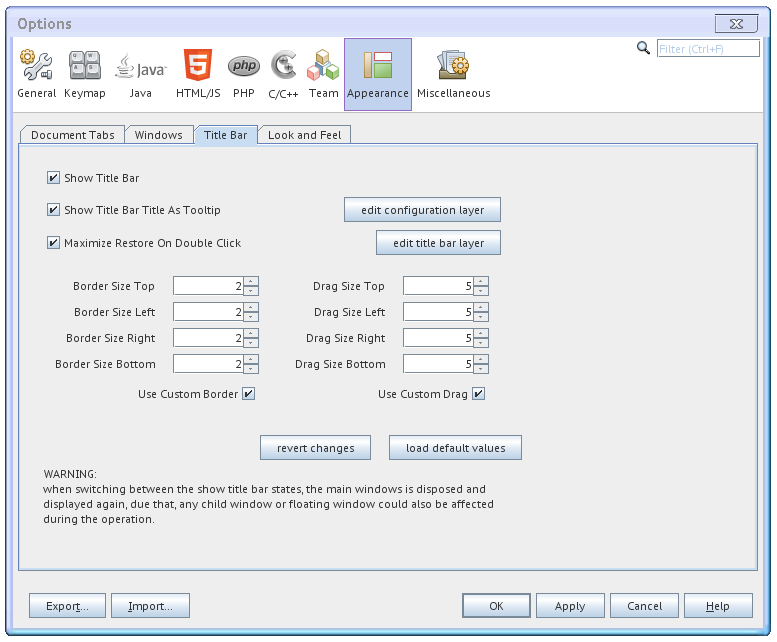 Options
Filter (Ctrl+F)
Java
php
General Keymap Java HTML/JS PHP C/C++ Team Appearance Miscellaneous
Document Tabs Windows Title Bar Look and Feel
Show Title Bar
Show Title Bar Title As Tooltip edit configuration layer
Maximize Restore On Double Click edit title bar layer
Border Size Top 2 Drag Size Top 5
Border Size Left 2 Drag Size Left 5
Border Size Right 2 Drag Size Right 5
Border Size Bottom 2 Drag Size Bottom 5
Use Custom Border Use Custom Drag
revert changes load default values
WARNING:
when switching between the show title bar states, the main windows is disposed and
displayed again, due that, any child window or floating window could also be affected
during the operation.
Export... Import... OK Apply Cancel Help